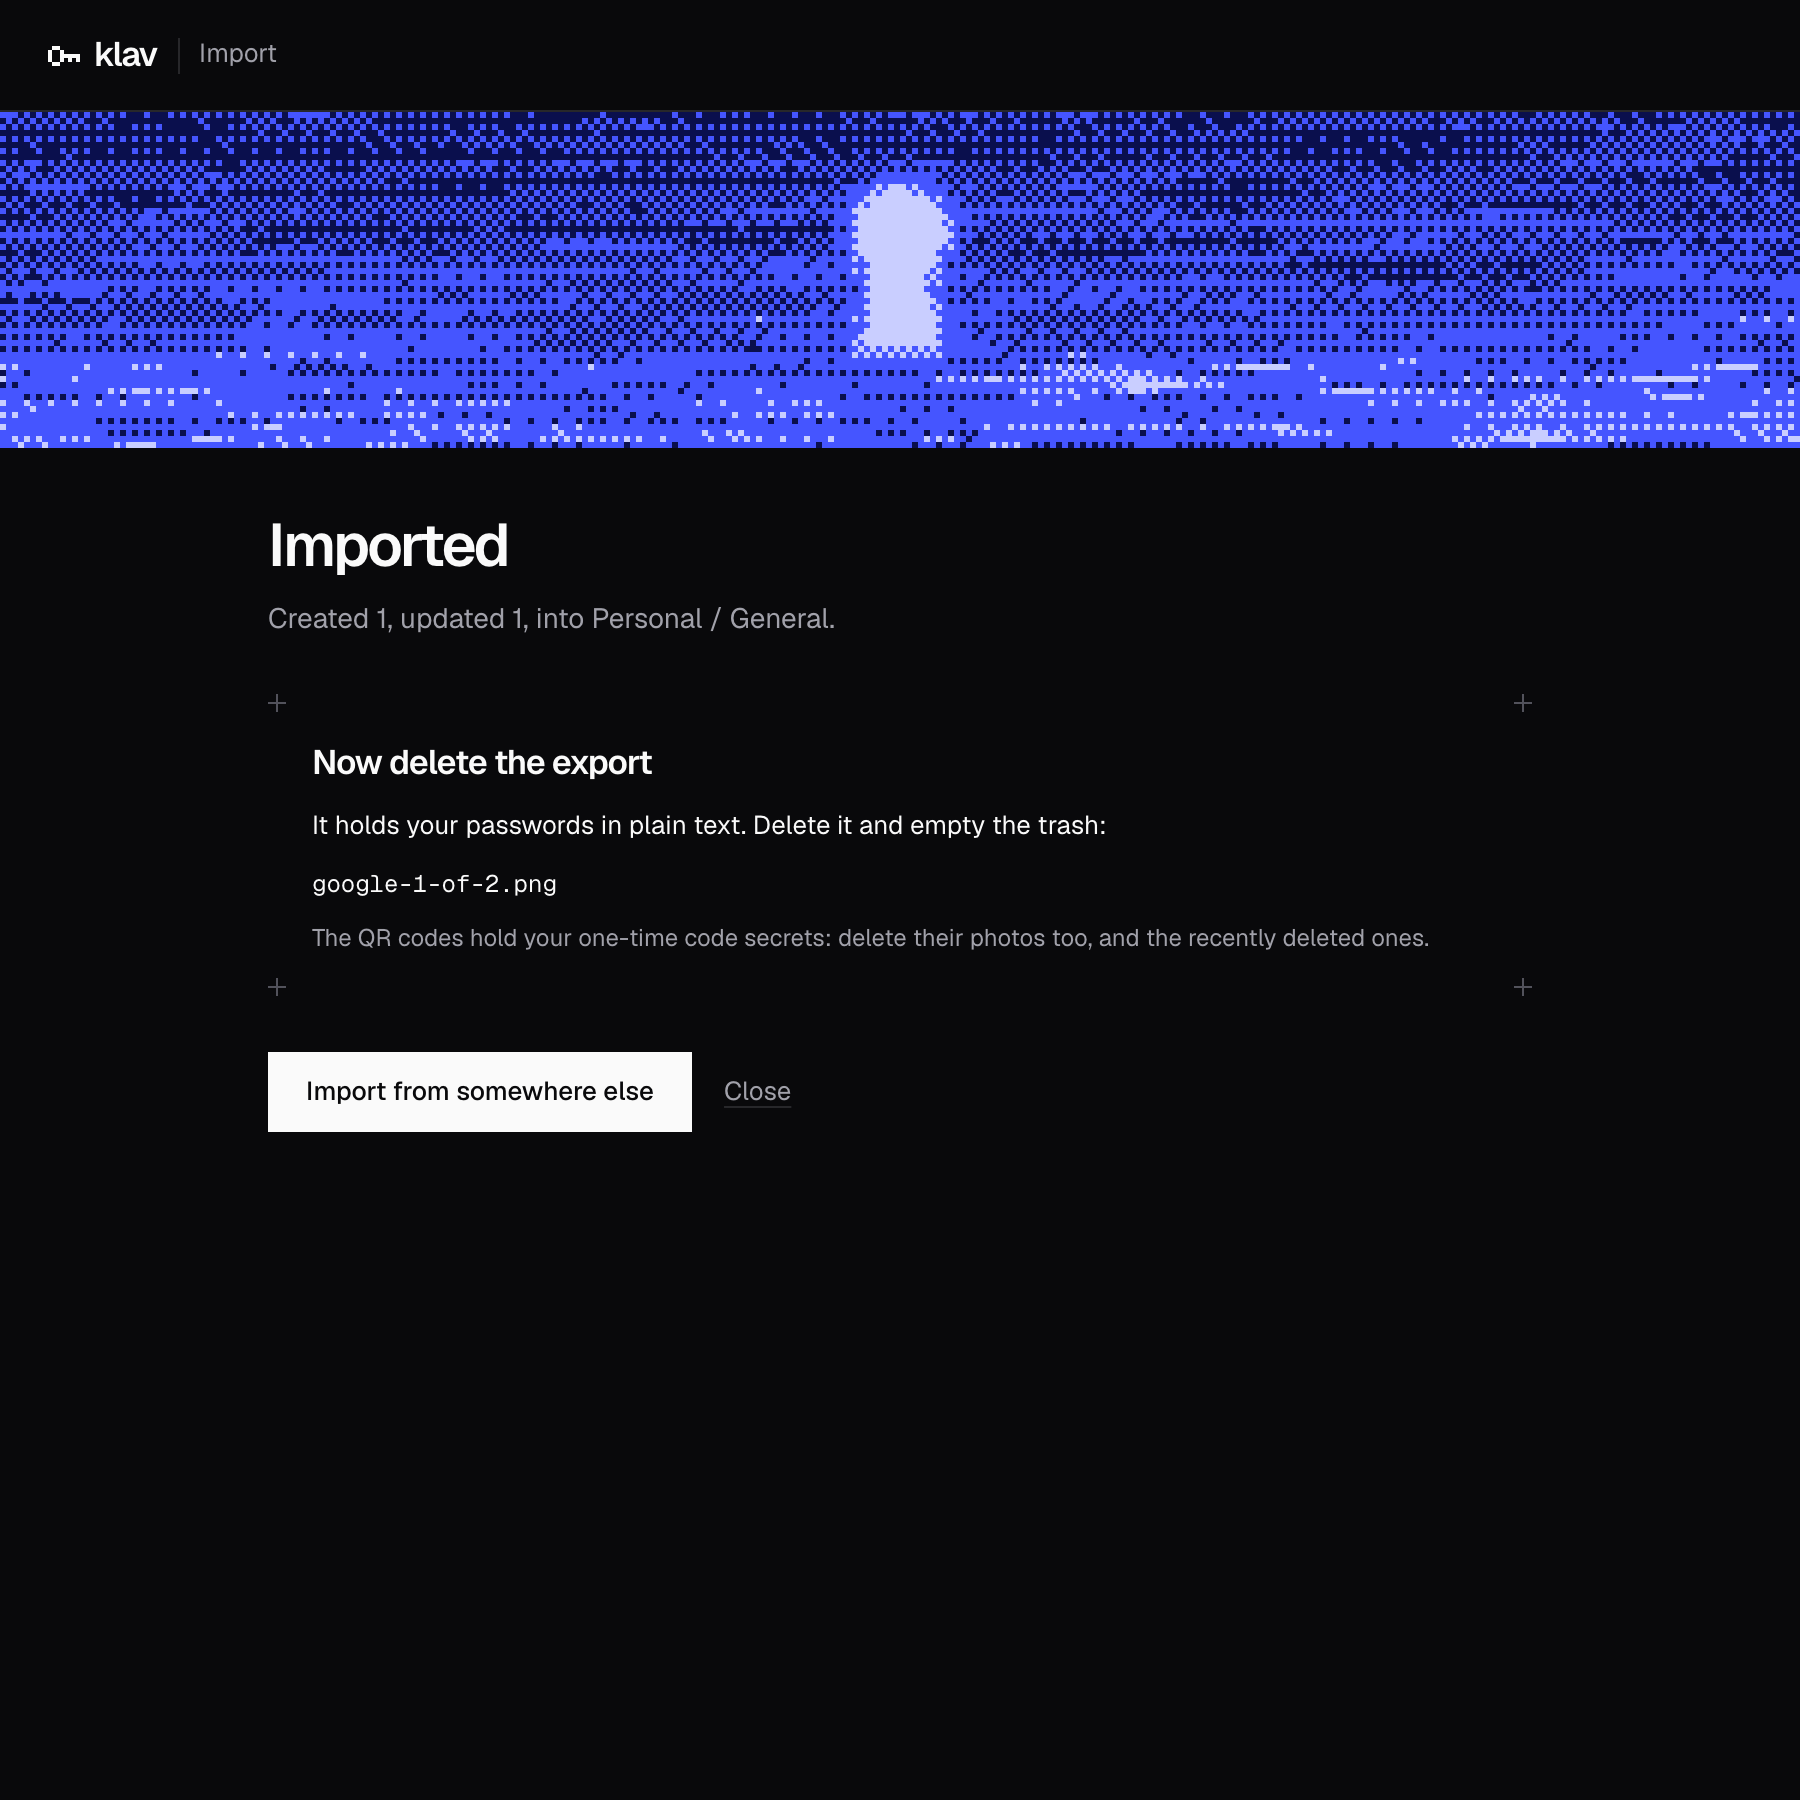 klav
Import
Imported
Created 1, updated 1, into Personal / General.
Now delete the export
It holds your passwords in plain text. Delete it and empty the trash:
google-1-of-2.png
The QR codes hold your one-time code secrets: delete their photos too, and the recently deleted ones.
Import from somewhere else
Close